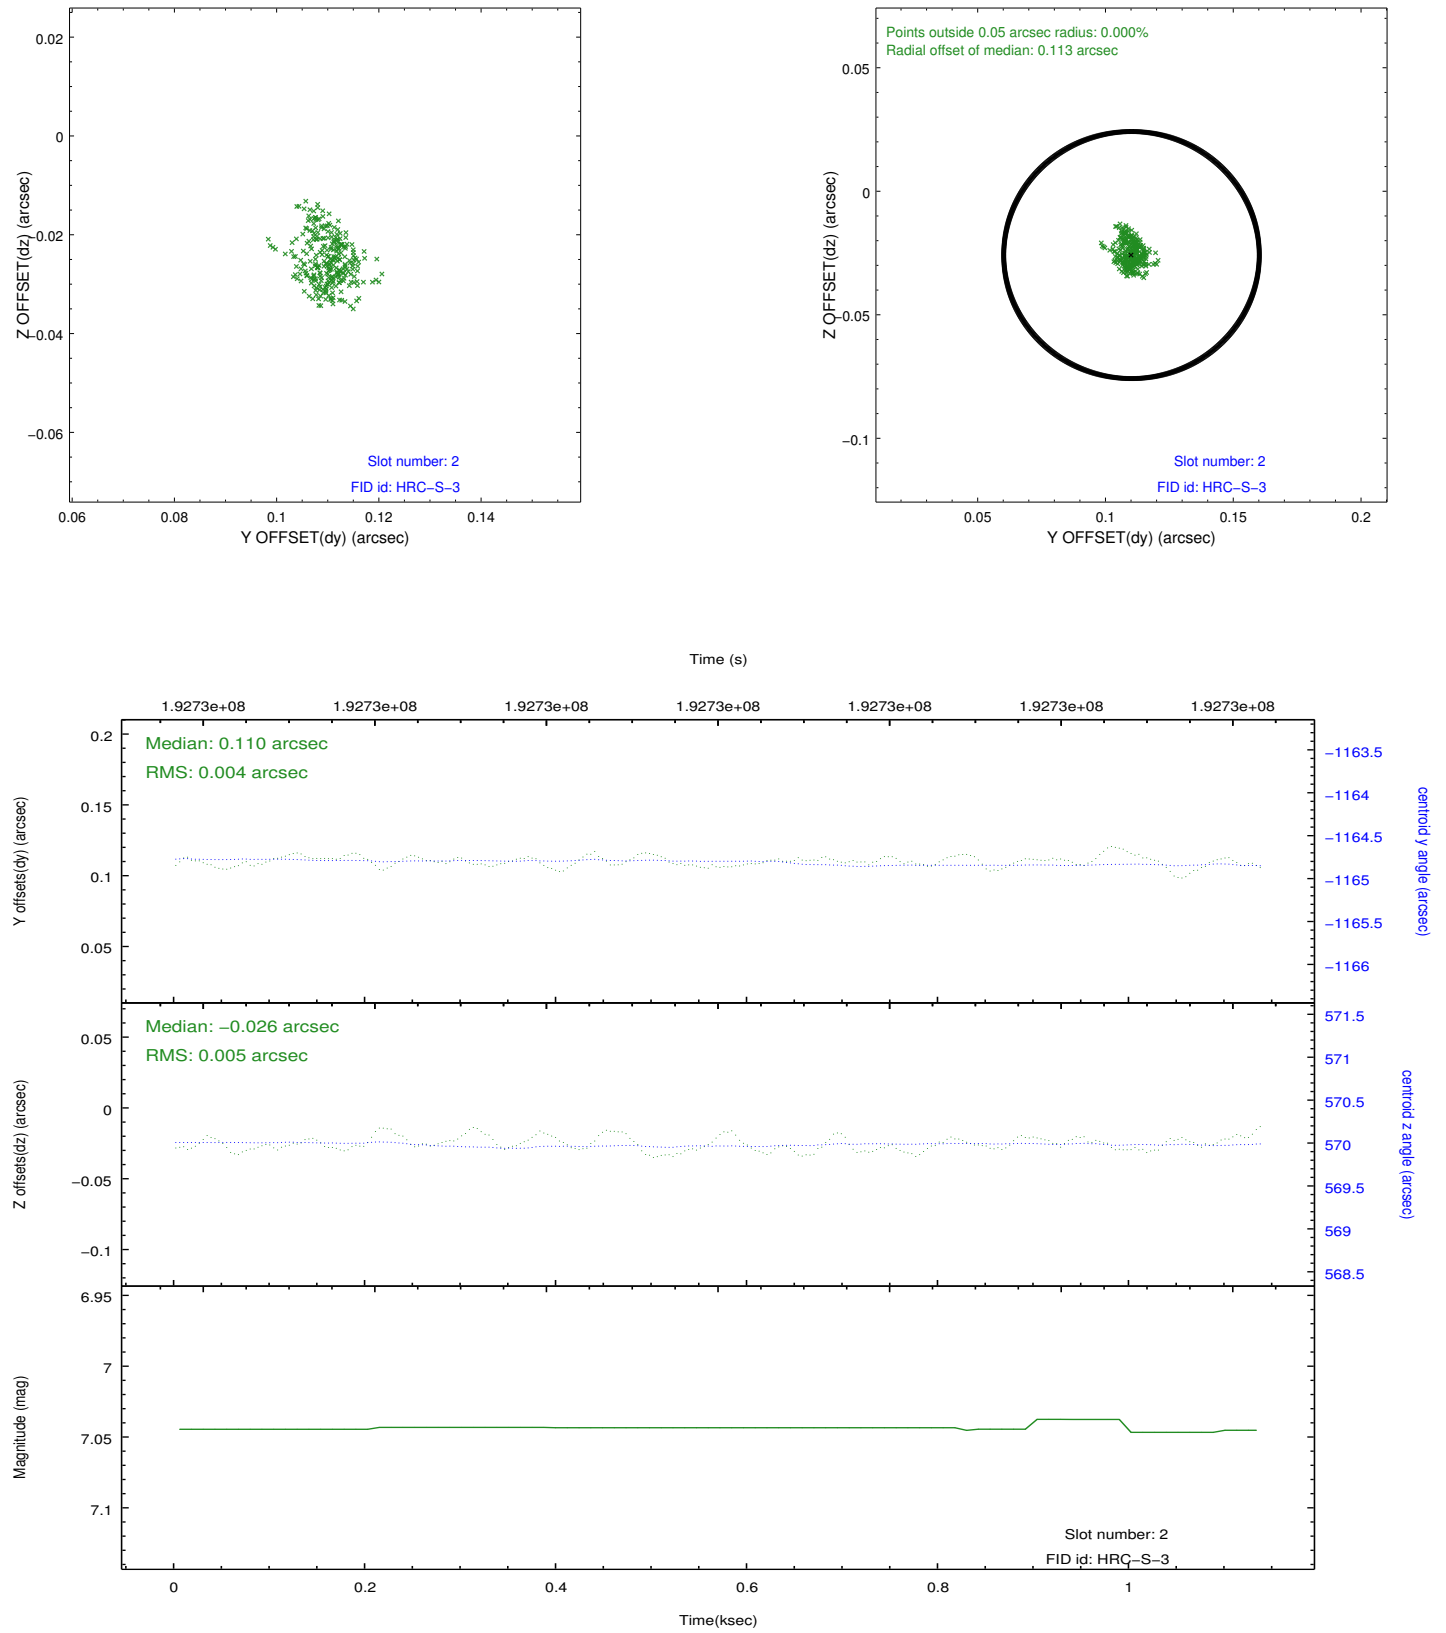 0.02
0
−0.02
−0.04
−0.06
Z OFFSET(dz) (arcsec)
Slot number: 2
FID id: HRC−S−3
0.06 0.08 0.1 0.12 0.14
Y OFFSET(dy) (arcsec)
Points outside 0.05 arcsec radius: 0.000%
Radial offset of median: 0.113 arcsec
0.05
0
−0.05
−0.1
Z OFFSET(dz) (arcsec)
Slot number: 2
FID id: HRC−S−3
0.05 0.1 0.15 0.2
Y OFFSET(dy) (arcsec)
Time (s)
1.9273e+08 1.9273e+08 1.9273e+08 1.9273e+08 1.9273e+08 1.9273e+08 1.9273e+08
Median: 0.110 arcsec
RMS: 0.004 arcsec
0.2
0.15
0.1
0.05
Y offsets(dy) (arcsec)
−1163.5
−1164
−1164.5
−1165
−1165.5
−1166
centroid y angle (arcsec)
Median: −0.026 arcsec
RMS: 0.005 arcsec
0.05
0
−0.05
−0.1
Z offsets(dz) (arcsec)
571.5
571
570.5
570
569.5
569
568.5
centroid z angle (arcsec)
6.95
7
7.05
7.1
Magnitude (mag)
Slot number: 2
FID id: HRC−S−3
0 0.2 0.4 0.6 0.8 1
Time(ksec)